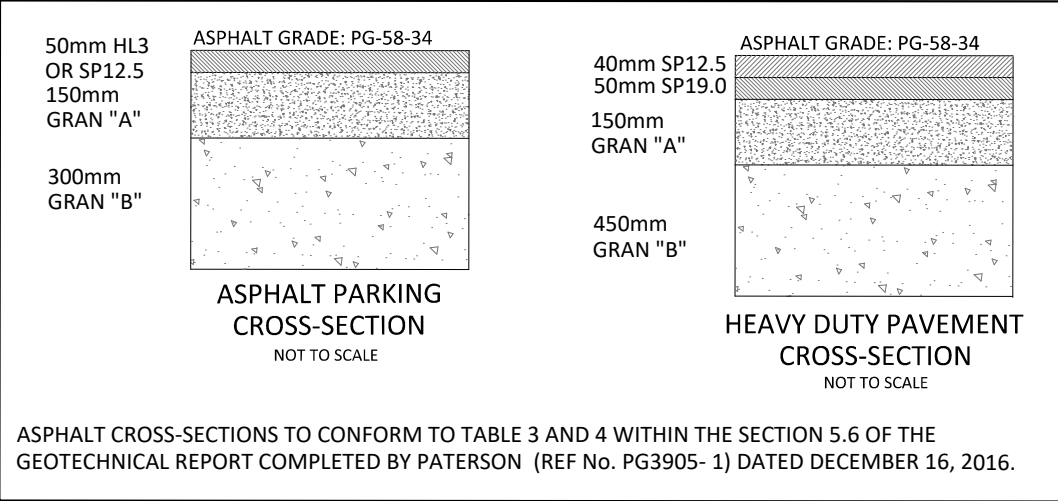 ASPHALT GRADE: PG-58-34
50mm HL3
OR SP12.5
150mm
GRAN "A"
300mm
GRAN "B"
ASPHALT PARKING
CROSS-SECTION
NOT TO SCALE
ASPHALT GRADE: PG-58-34
40mm SP12.5
50mm SP19.0
150mm
GRAN "A"
450mm
GRAN "B"
HEAVY DUTY PAVEMENT
CROSS-SECTION
NOT TO SCALE
ASPHALT CROSS-SECTIONS TO CONFORM TO TABLE 3 AND 4 WITHIN THE SECTION 5.6 OF THE
GEOTECHNICAL REPORT COMPLETED BY PATERSON (REF No. PG3905- 1) DATED DECEMBER 16, 2016.